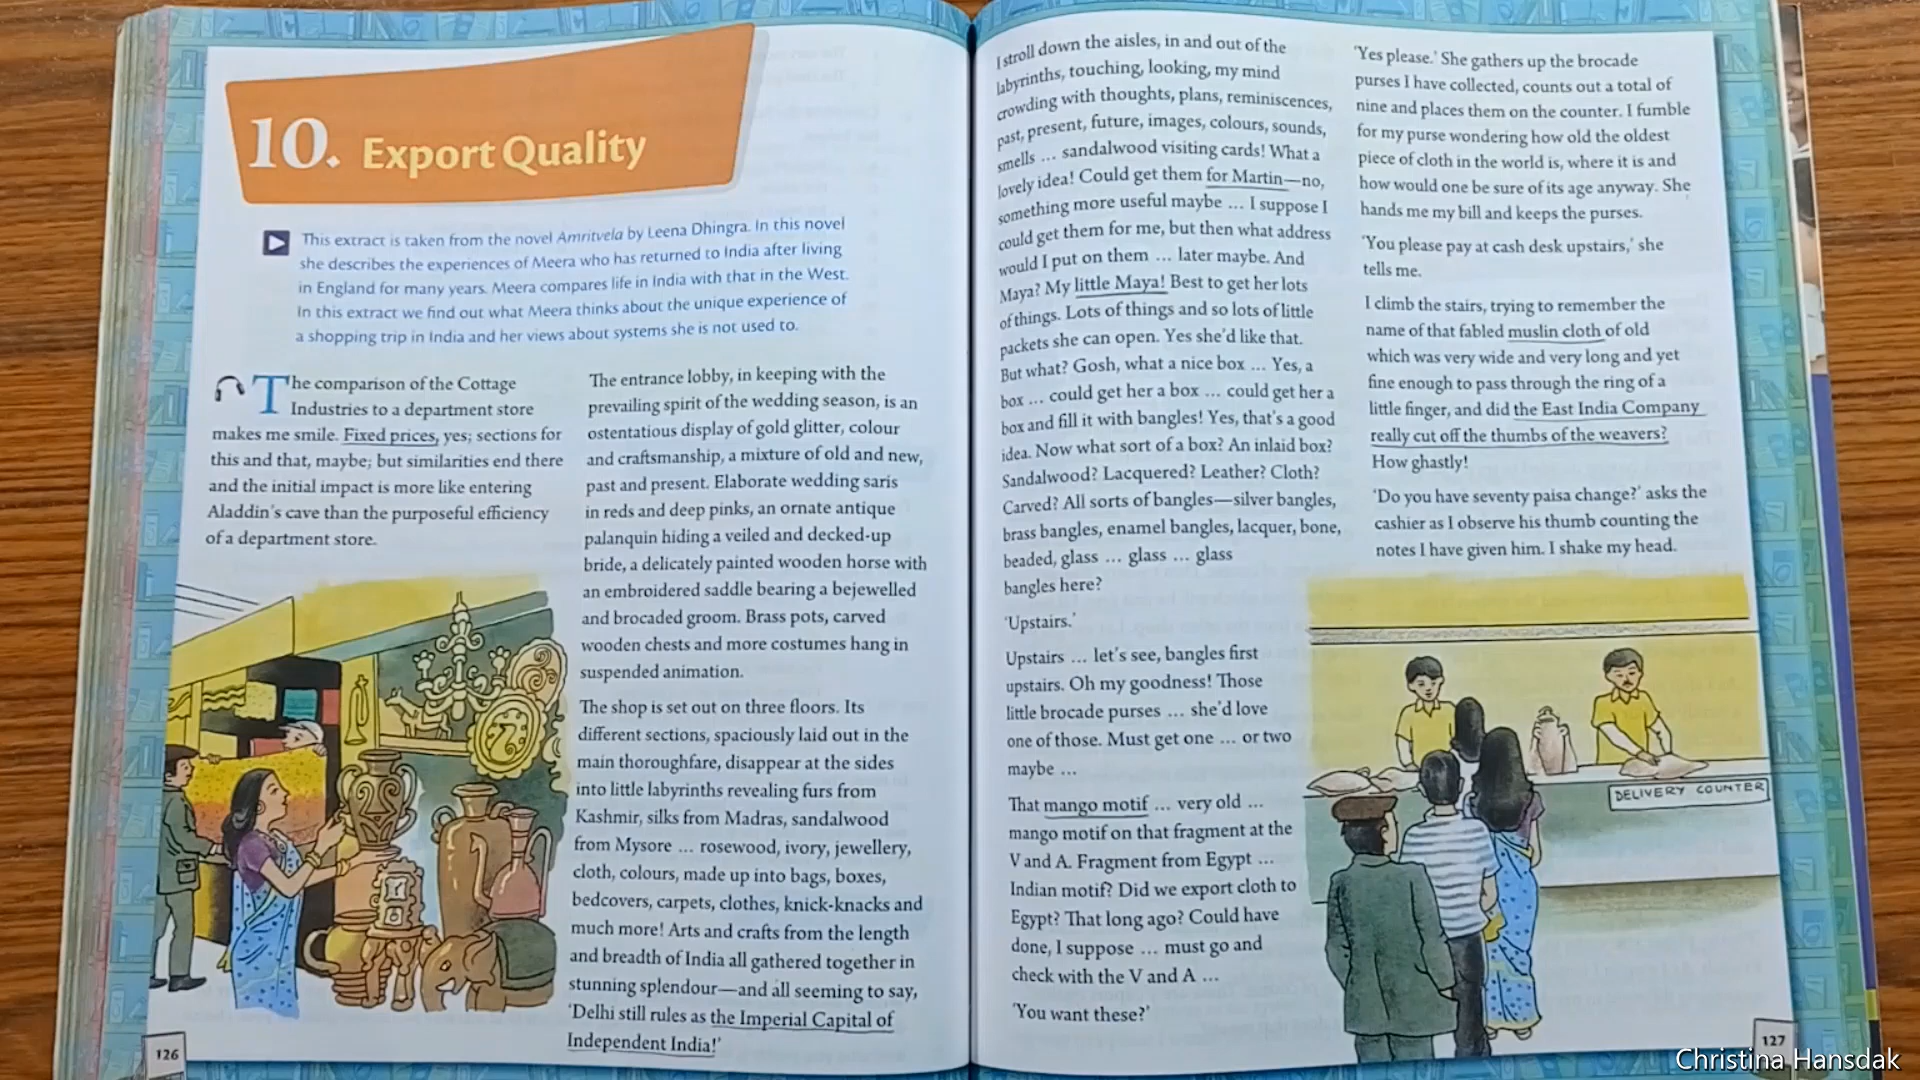 10. Export Quality
This extract is taken from the novel Amritvela by Leena Dhingra. In this novel
she describes the experiences of Meera who has returned to India after living
in England for many years. Meera compares life in India with that in the West.
In this extract we find out what Meera thinks about the unique experience of
a shopping trip in India and her views about systems she is not used to.
The comparison of the Cottage
Industries to a department store
makes me smile. Fixed prices, yes; sections for
this and that, maybe; but similarities end there
and the initial impact is more like entering
Aladdin's cave than the purposeful efficiency
of a department store.
The entrance lobby, in keeping with the
prevailing spirit of the wedding season, is an
ostentatious display of gold glitter, colour
and craftsmanship, a mixture of old and new,
past and present. Elaborate wedding saris
in reds and deep pinks, an ornate antique
palanquin hiding a veiled and decked-up
bride, a delicately painted wooden horse with
an embroidered saddle bearing a bejewelled
and brocaded groom. Brass pots, carved
wooden chests and more costumes hang in
suspended animation.
The shop is set out on three floors. Its
different sections, spaciously laid out in the
main thoroughfare, disappear at the sides
into little labyrinths revealing furs from
Kashmir, silks from Madras, sandalwood
from Mysore ... rosewood, ivory, jewellery,
cloth, colours, made up into bags, boxes,
bedcovers, carpets, clothes, knick-knacks and
much more! Arts and crafts from the length
and breadth of India all gathered together in
stunning splendour—and all seeming to say,
'Delhi still rules as the Imperial Capital of
Independent India!'
126
I stroll down the aisles, in and out of the
labyrinths, touching, looking, my mind
crowding with thoughts, plans, reminiscences,
past, present, future, images, colours, sounds,
smells ... sandalwood visiting cards! What a
lovely idea! Could get them for Martin—no,
something more useful maybe ... I suppose I
could get them for me, but then what address
would I put on them ... later maybe. And
Maya? My little Maya! Best to get her lots
of things. Lots of things and so lots of little
packets she can open. Yes she'd like that.
But what? Gosh, what a nice box ... Yes, a
box ... could get her a box ... could get her a
box and fill it with bangles! Yes, that's a good
idea. Now what sort of a box? An inlaid box?
Sandalwood? Lacquered? Leather? Cloth?
Carved? All sorts of bangles—silver bangles,
brass bangles, enamel bangles, lacquer, bone,
beaded, glass ... glass ... glass
bangles here?
'Upstairs.'
Upstairs ... let's see, bangles first
upstairs. Oh my goodness! Those
little brocade purses ... she'd love
one of those. Must get one ... or two
maybe ...
That mango motif ... very old ...
mango motif on that fragment at the
V and A. Fragment from Egypt ...
Indian motif? Did we export cloth to
Egypt? That long ago? Could have
done, I suppose ... must go and
check with the V and A ...
'You want these?'
'Yes please.' She gathers up the brocade
purses I have collected, counts out a total of
nine and places them on the counter. I fumble
for my purse wondering how old the oldest
piece of cloth in the world is, where it is and
how would one be sure of its age anyway. She
hands me my bill and keeps the purses.
'You please pay at cash desk upstairs,' she
tells me.
I climb the stairs, trying to remember the
name of that fabled muslin cloth of old
which was very wide and very long and yet
fine enough to pass through the ring of a
little finger, and did the East India Company
really cut off the thumbs of the weavers?
How ghastly!
'Do you have seventy paisa change?' asks the
cashier as I observe his thumb counting the
notes I have given him. I shake my head.
DELIVERY COUNTER
127
Christina Hansdak